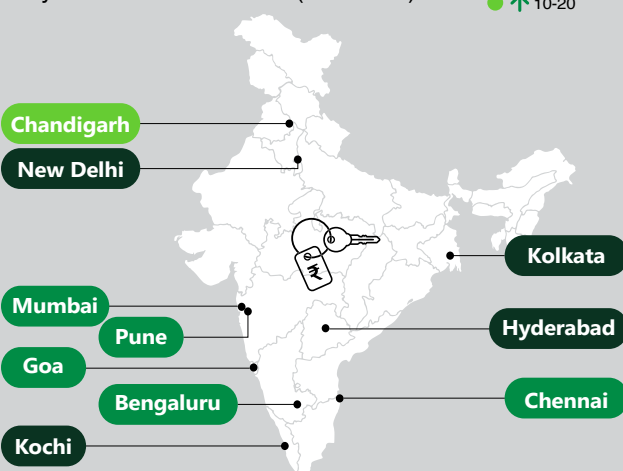 10-20
Chandigarh
New Delhi
Kolkata
Mumbai
Pune
Hyderabad
Goa
Bengaluru
Chennai
Kochi
₹